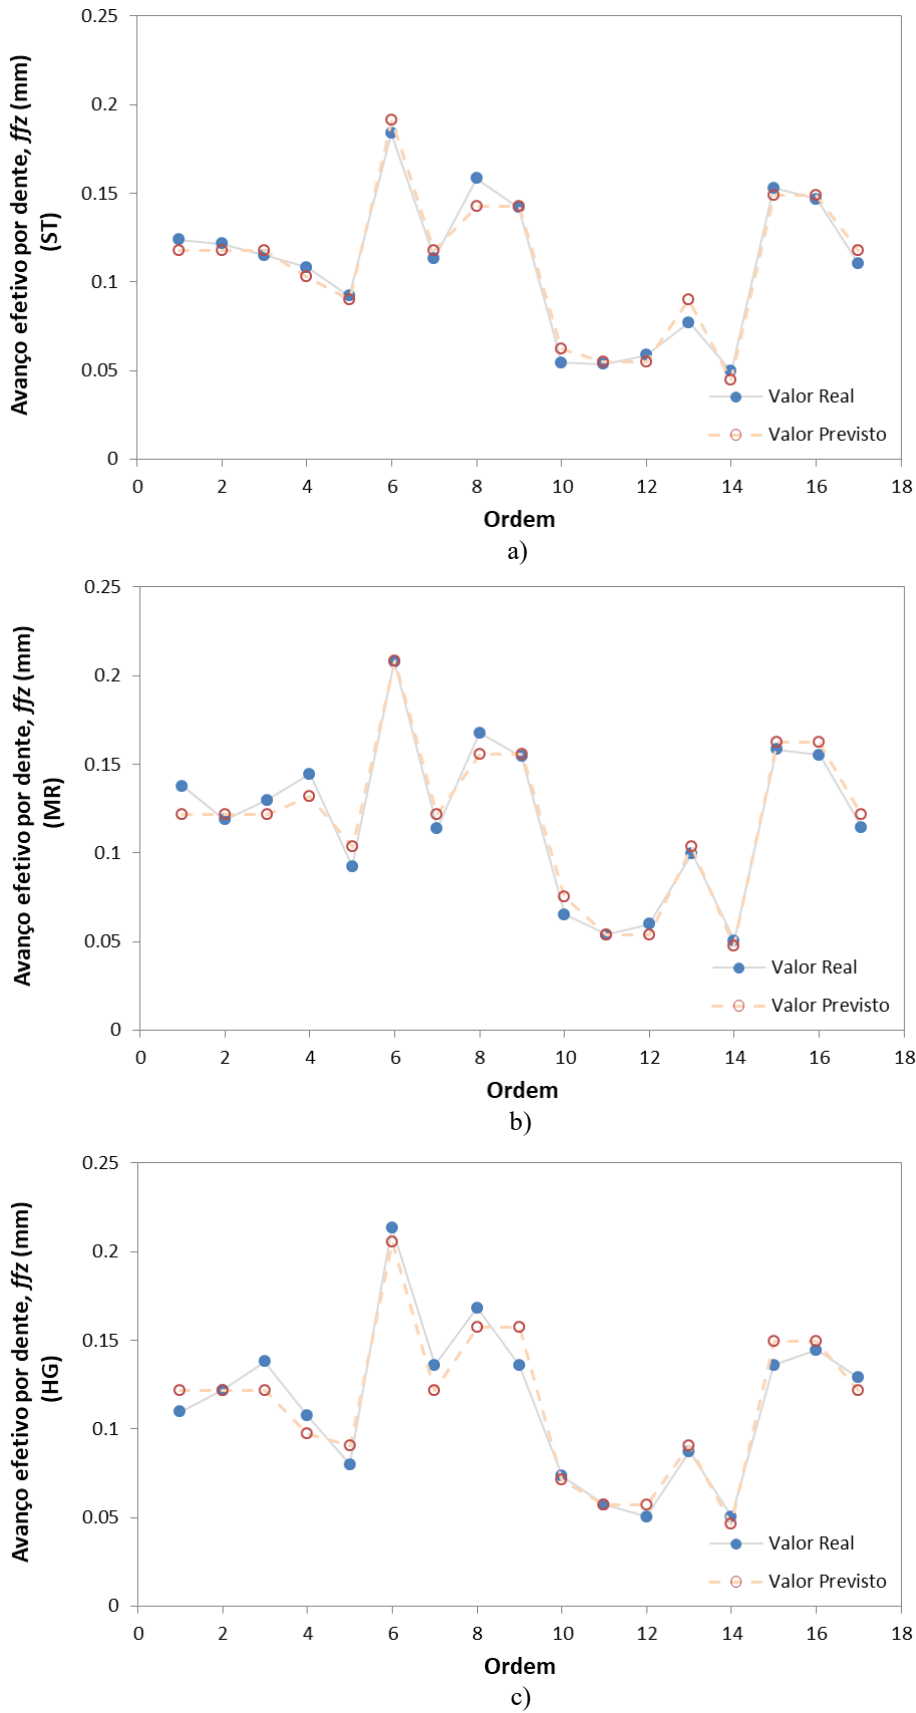 0.25
0.2
0.15
0.1
0.05
0
Avanço efetivo por dente, ffz (mm)
(ST)
Valor Real
Valor Previsto
0 2 4 6 8 10 12 14 16 18
Ordem
a)
0.25
0.2
0.15
0.1
0.05
0
Avanço efetivo por dente, ffz (mm)
(MR)
Valor Real
Valor Previsto
0 2 4 6 8 10 12 14 16 18
Ordem
b)
0.25
0.2
0.15
0.1
0.05
0
Avanço efetivo por dente, ffz (mm)
(HG)
Valor Real
Valor Previsto
0 2 4 6 8 10 12 14 16 18
Ordem
c)